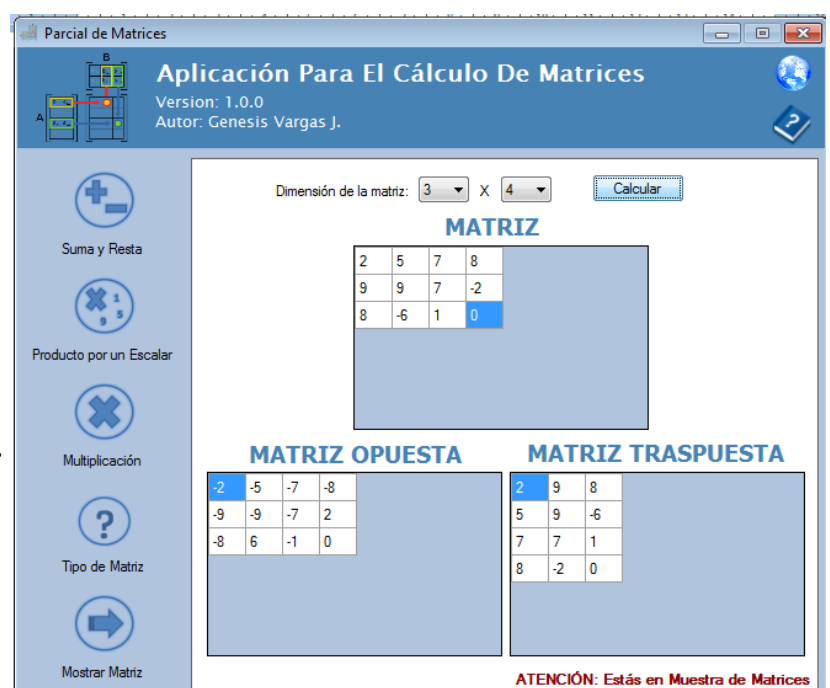 Parcial de Matrices
B
A
Aplicación Para El Cálculo De Matrices
Version: 1.0.0
Autor: Genesis Vargas J.
?
Dimensión de la matriz: 3 X 4 Calcular
MATRIZ
2 5 7 8
9 9 7 -2
8 -6 1 0
Suma y Resta
1
9 5
Producto por un Escalar
Multiplicación
?
Tipo de Matriz
Mostrar Matriz
MATRIZ OPUESTA
-2 -5 -7 -8
-9 -9 -7 2
-8 6 -1 0
MATRIZ TRASPUESTA
2 9 8
5 9 -6
7 7 1
8 -2 0
ATENCIÓN: Estás en Muestra de Matrices